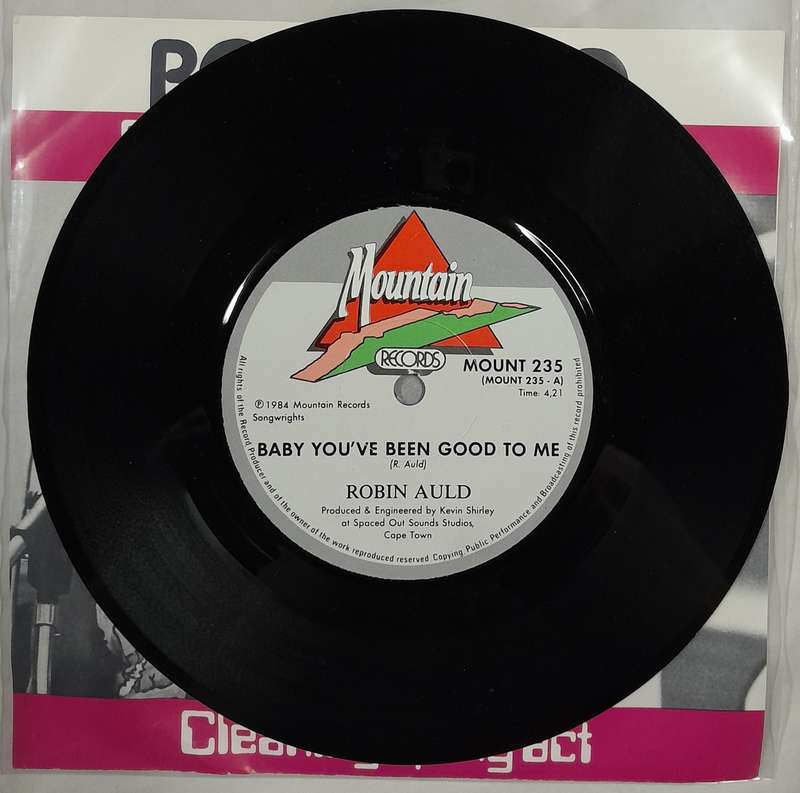 Mountain
RECORDS
MOUNT 235
(MOUNT 235 - A)
Time: 4,21
℗ 1984 Mountain Records
Songwrights
BABY YOU'VE BEEN GOOD TO ME
(R. Auld)
ROBIN AULD
Produced & Engineered by Kevin Shirley
at Spaced Out Sounds Studios,
Cape Town
All rights of the Record Producer and of the owner of the work reproduced reserved. Copying, Public Performance and Broadcasting of this record prohibited
act